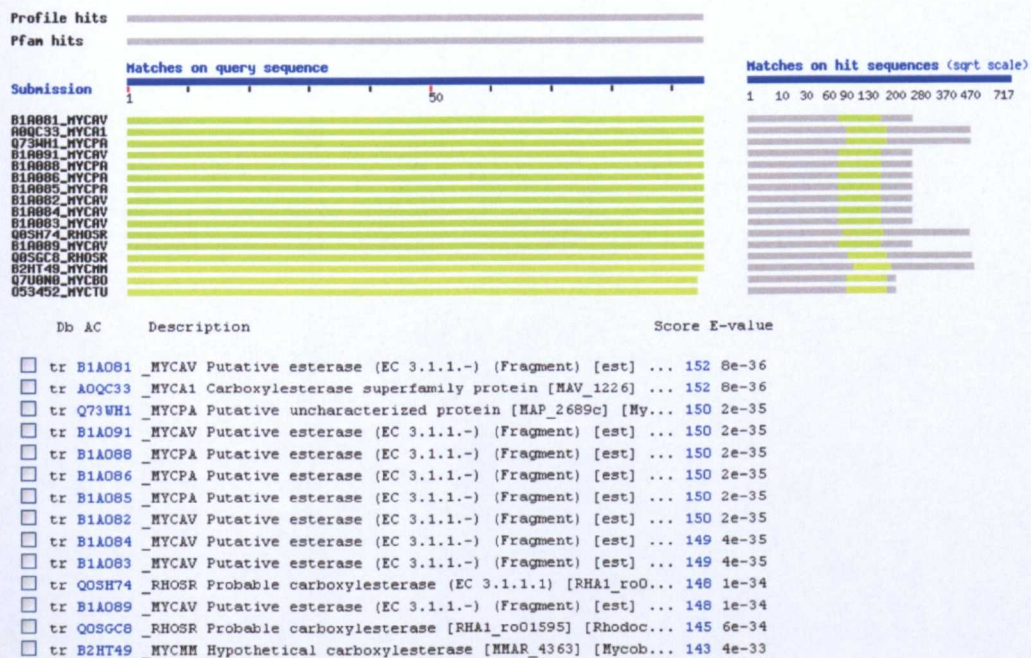 Profile hits
Pfam hits
Matches on query sequence
Matches on hit sequences (sqrt scale)
Submission
1 50
1 10 30 60 90 130 200 280 370 470 717
B1A081_MYCAV
A0QC33_MYCA1
Q73WH1_MYCPA
B1A091_MYCAV
B1A088_MYCPA
B1A086_MYCPA
B1A085_MYCPA
B1A082_MYCAV
B1A084_MYCAV
B1A083_MYCAV
Q0SH74_RHOSR
B1A089_MYCAV
Q0SGC8_RHOSR
B2HT49_MYCMM
Q7U0N0_MYCBO
O53452_MYCTU
Db AC Description Score E-value
tr B1A081 _MYCAV Putative esterase (EC 3.1.1.-) (Fragment) [est] ... 152 8e-36
tr A0QC33 _MYCA1 Carboxylesterase superfamily protein [MAV_1226] ... 152 8e-36
tr Q73WH1 _MYCPA Putative uncharacterized protein [MAP_2689c] [My... 150 2e-35
tr B1A091 _MYCAV Putative esterase (EC 3.1.1.-) (Fragment) [est] ... 150 2e-35
tr B1A088 _MYCPA Putative esterase (EC 3.1.1.-) (Fragment) [est] ... 150 2e-35
tr B1A086 _MYCPA Putative esterase (EC 3.1.1.-) (Fragment) [est] ... 150 2e-35
tr B1A085 _MYCPA Putative esterase (EC 3.1.1.-) (Fragment) [est] ... 150 2e-35
tr B1A082 _MYCAV Putative esterase (EC 3.1.1.-) (Fragment) [est] ... 150 2e-35
tr B1A084 _MYCAV Putative esterase (EC 3.1.1.-) (Fragment) [est] ... 149 4e-35
tr B1A083 _MYCAV Putative esterase (EC 3.1.1.-) (Fragment) [est] ... 149 4e-35
tr Q0SH74 _RHOSR Probable carboxylesterase (EC 3.1.1.1) [RHA1_ro0... 148 1e-34
tr B1A089 _MYCAV Putative esterase (EC 3.1.1.-) (Fragment) [est] ... 148 1e-34
tr Q0SGC8 _RHOSR Probable carboxylesterase [RHA1_ro01595] [Rhodoc... 145 6e-34
tr B2HT49 _MYCMM Hypothetical carboxylesterase [MMAR_4363] [Mycob... 143 4e-33